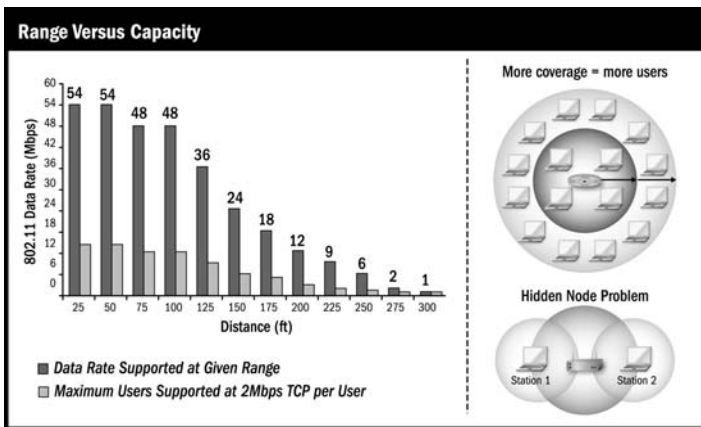 Range Versus Capacity
802.11 Data Rate (Mbps)
60
54
48
42
36
30
24
18
12
6
0
54
54
48
48
36
24
18
12
9
6
2
1
25 50 75 100 125 150 175 200 225 250 275 300
Distance (ft)
Data Rate Supported at Given Range
Maximum Users Supported at 2Mbps TCP per User
More coverage = more users
Hidden Node Problem
Station 1
Station 2